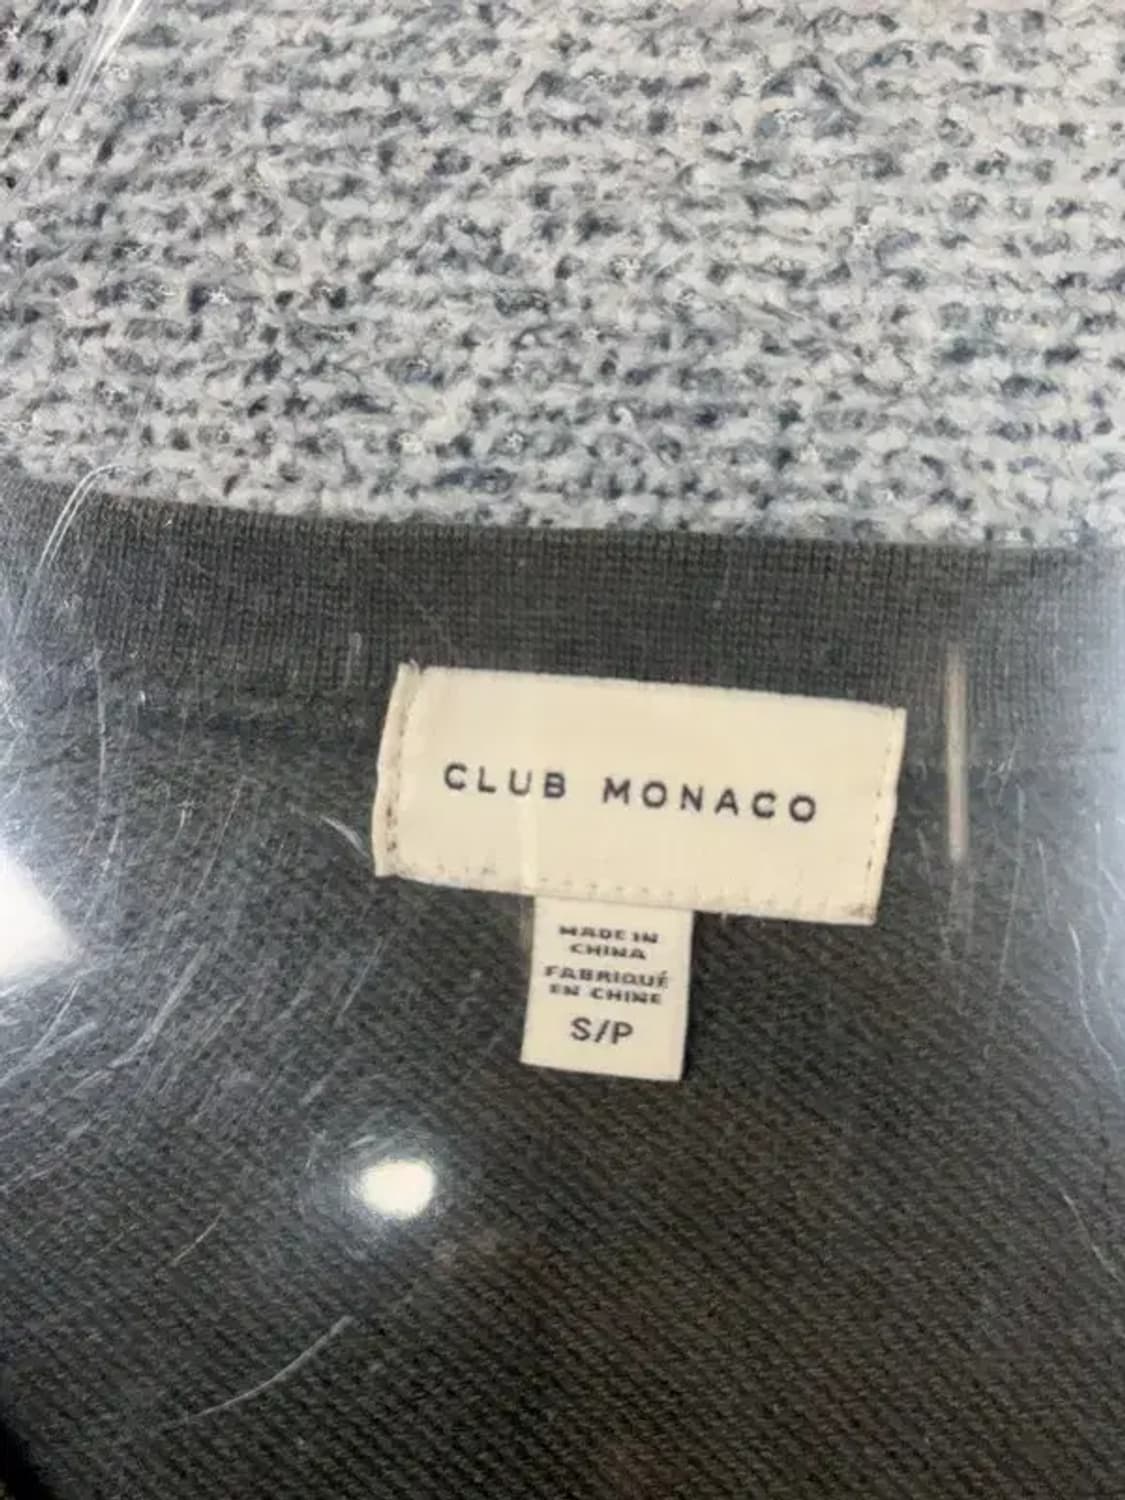 CLUB MONACO
MADE IN
CHINA
FABRIQUÉ
EN CHINE
S/P